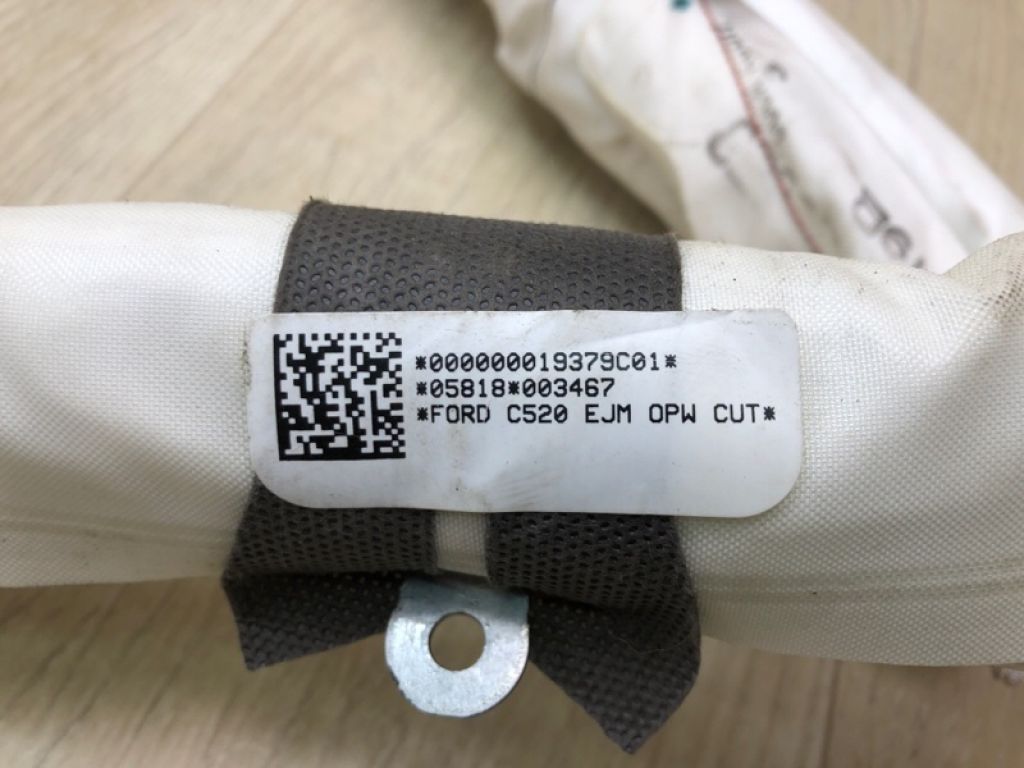 *000000019379C01*
*05818*003467
*FORD C520 EJM OPW CUT*